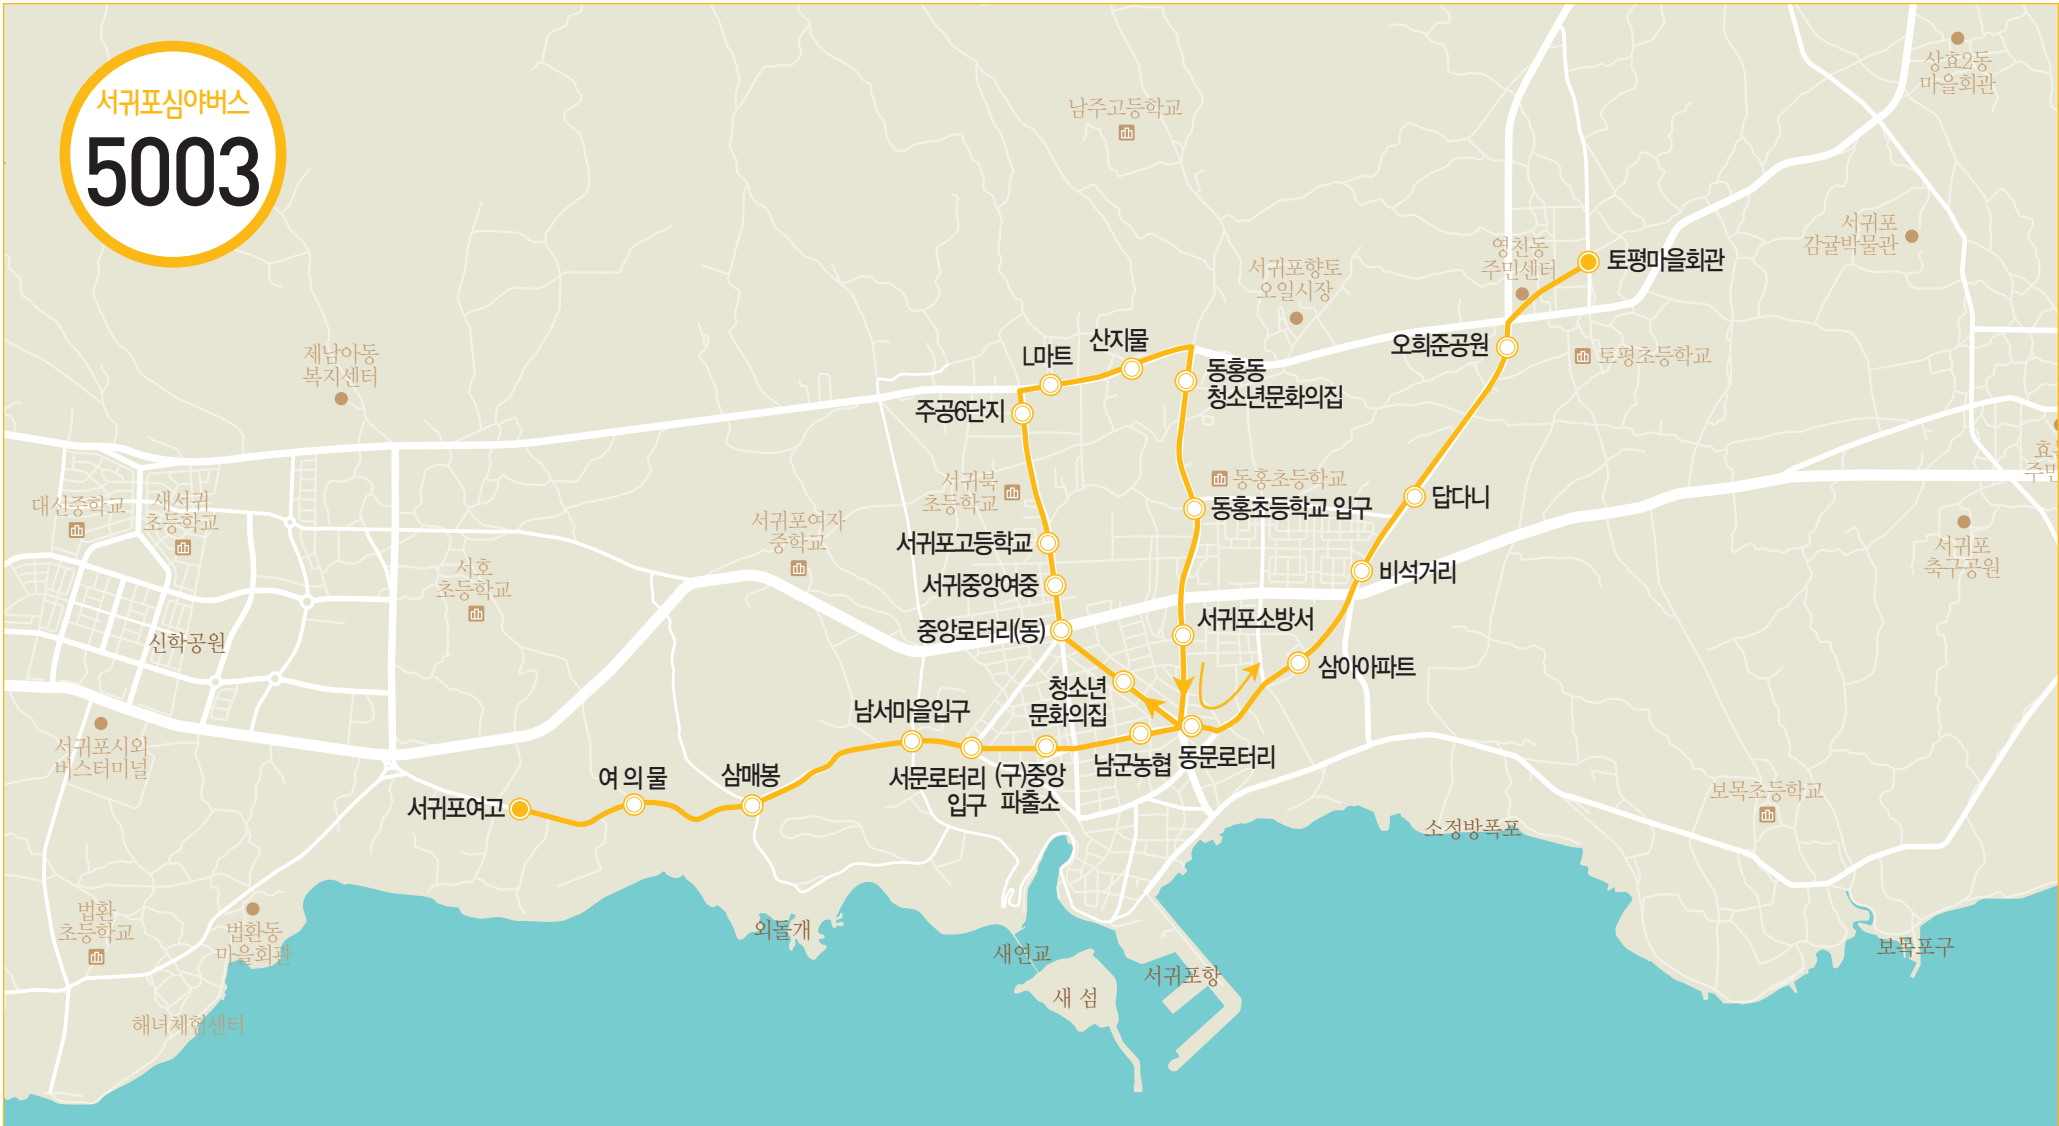 서귀포심야버스
5003
상효2동
마을회관
남주고등학교
서귀포
감귤박물관
영천동
주민센터
토평마을회관
서귀포향토
오일시장
산지물
L마트
오희준공원
토평초등학교
제남아동
복지센터
동홍동
청소년문화의집
주공6단지
서귀북
초등학교
동홍초등학교
동홍초등학교 입구
답다니
대신중학교
새서귀
초등학교
서귀포여자
중학교
서귀포고등학교
서귀중앙여중
중앙로터리(동)
비석거리
서귀포
축구공원
서호
초등학교
신학공원
서귀포소방서
삼아아파트
청소년
문화의집
남서마을입구
서귀포시외
버스터미널
여의물
삼매봉
서귀포여고
서문로터리
입구
(구)중앙
파출소
남군농협
동문로터리
소정방폭포
보목초등학교
법환
초등학교
법환동
마을회관
외돌개
새연교
새 섬
서귀포항
보목포구
해녀체험센터